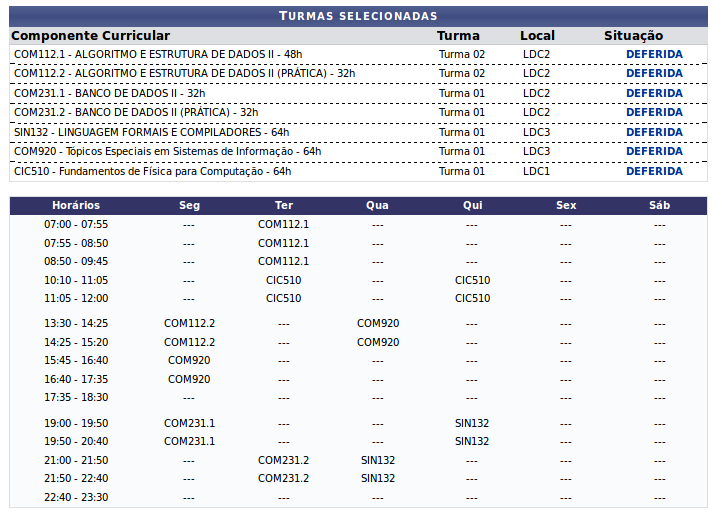 TURMAS SELECIONADAS
Componente Curricular Turma Local Situação
COM112.1 - ALGORITMO E ESTRUTURA DE DADOS II - 48h Turma 02 LDC2 DEFERIDA
COM112.2 - ALGORITMO E ESTRUTURA DE DADOS II (PRÁTICA) - 32h Turma 02 LDC2 DEFERIDA
COM231.1 - BANCO DE DADOS II - 32h Turma 01 LDC2 DEFERIDA
COM231.2 - BANCO DE DADOS II (PRÁTICA) - 32h Turma 01 LDC2 DEFERIDA
SIN132 - LINGUAGEM FORMAIS E COMPILADORES - 64h Turma 01 LDC3 DEFERIDA
COM920 - Tópicos Especiais em Sistemas de Informação - 64h Turma 01 LDC3 DEFERIDA
CIC510 - Fundamentos de Física para Computação - 64h Turma 01 LDC1 DEFERIDA
Horários Seg Ter Qua Qui Sex Sáb
07:00 - 07:55 --- COM112.1 --- --- --- ---
07:55 - 08:50 --- COM112.1 --- --- --- ---
08:50 - 09:45 --- COM112.1 --- --- --- ---
10:10 - 11:05 --- CIC510 --- CIC510 --- ---
11:05 - 12:00 --- CIC510 --- CIC510 --- ---
13:30 - 14:25 COM112.2 --- COM920 --- --- ---
14:25 - 15:20 COM112.2 --- COM920 --- --- ---
15:45 - 16:40 COM920 --- --- --- --- ---
16:40 - 17:35 COM920 --- --- --- --- ---
17:35 - 18:30 --- --- --- --- --- ---
19:00 - 19:50 COM231.1 --- --- SIN132 --- ---
19:50 - 20:40 COM231.1 --- --- SIN132 --- ---
21:00 - 21:50 --- COM231.2 SIN132 --- --- ---
21:50 - 22:40 --- COM231.2 SIN132 --- --- ---
22:40 - 23:30 --- --- --- --- --- ---